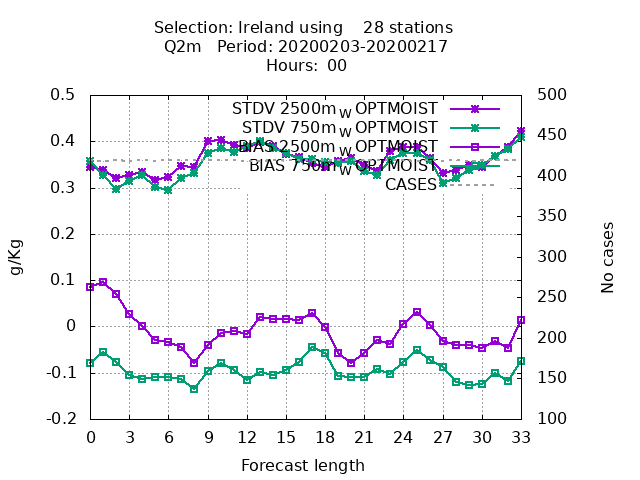 Selection: Ireland using 28 stations
Q2m Period: 20200203-20200217
Hours: 00
STDV 2500m_W OPTMOIST
STDV 750m_W OPTMOIST
BIAS 2500m_W OPTMOIST
BIAS 750m_W OPTMOIST
CASES
0.5
0.4
0.3
0.2
0.1
0
-0.1
-0.2
g/Kg
500
450
400
350
300
250
200
150
100
No cases
0 3 6 9 12 15 18 21 24 27 30 33
Forecast length